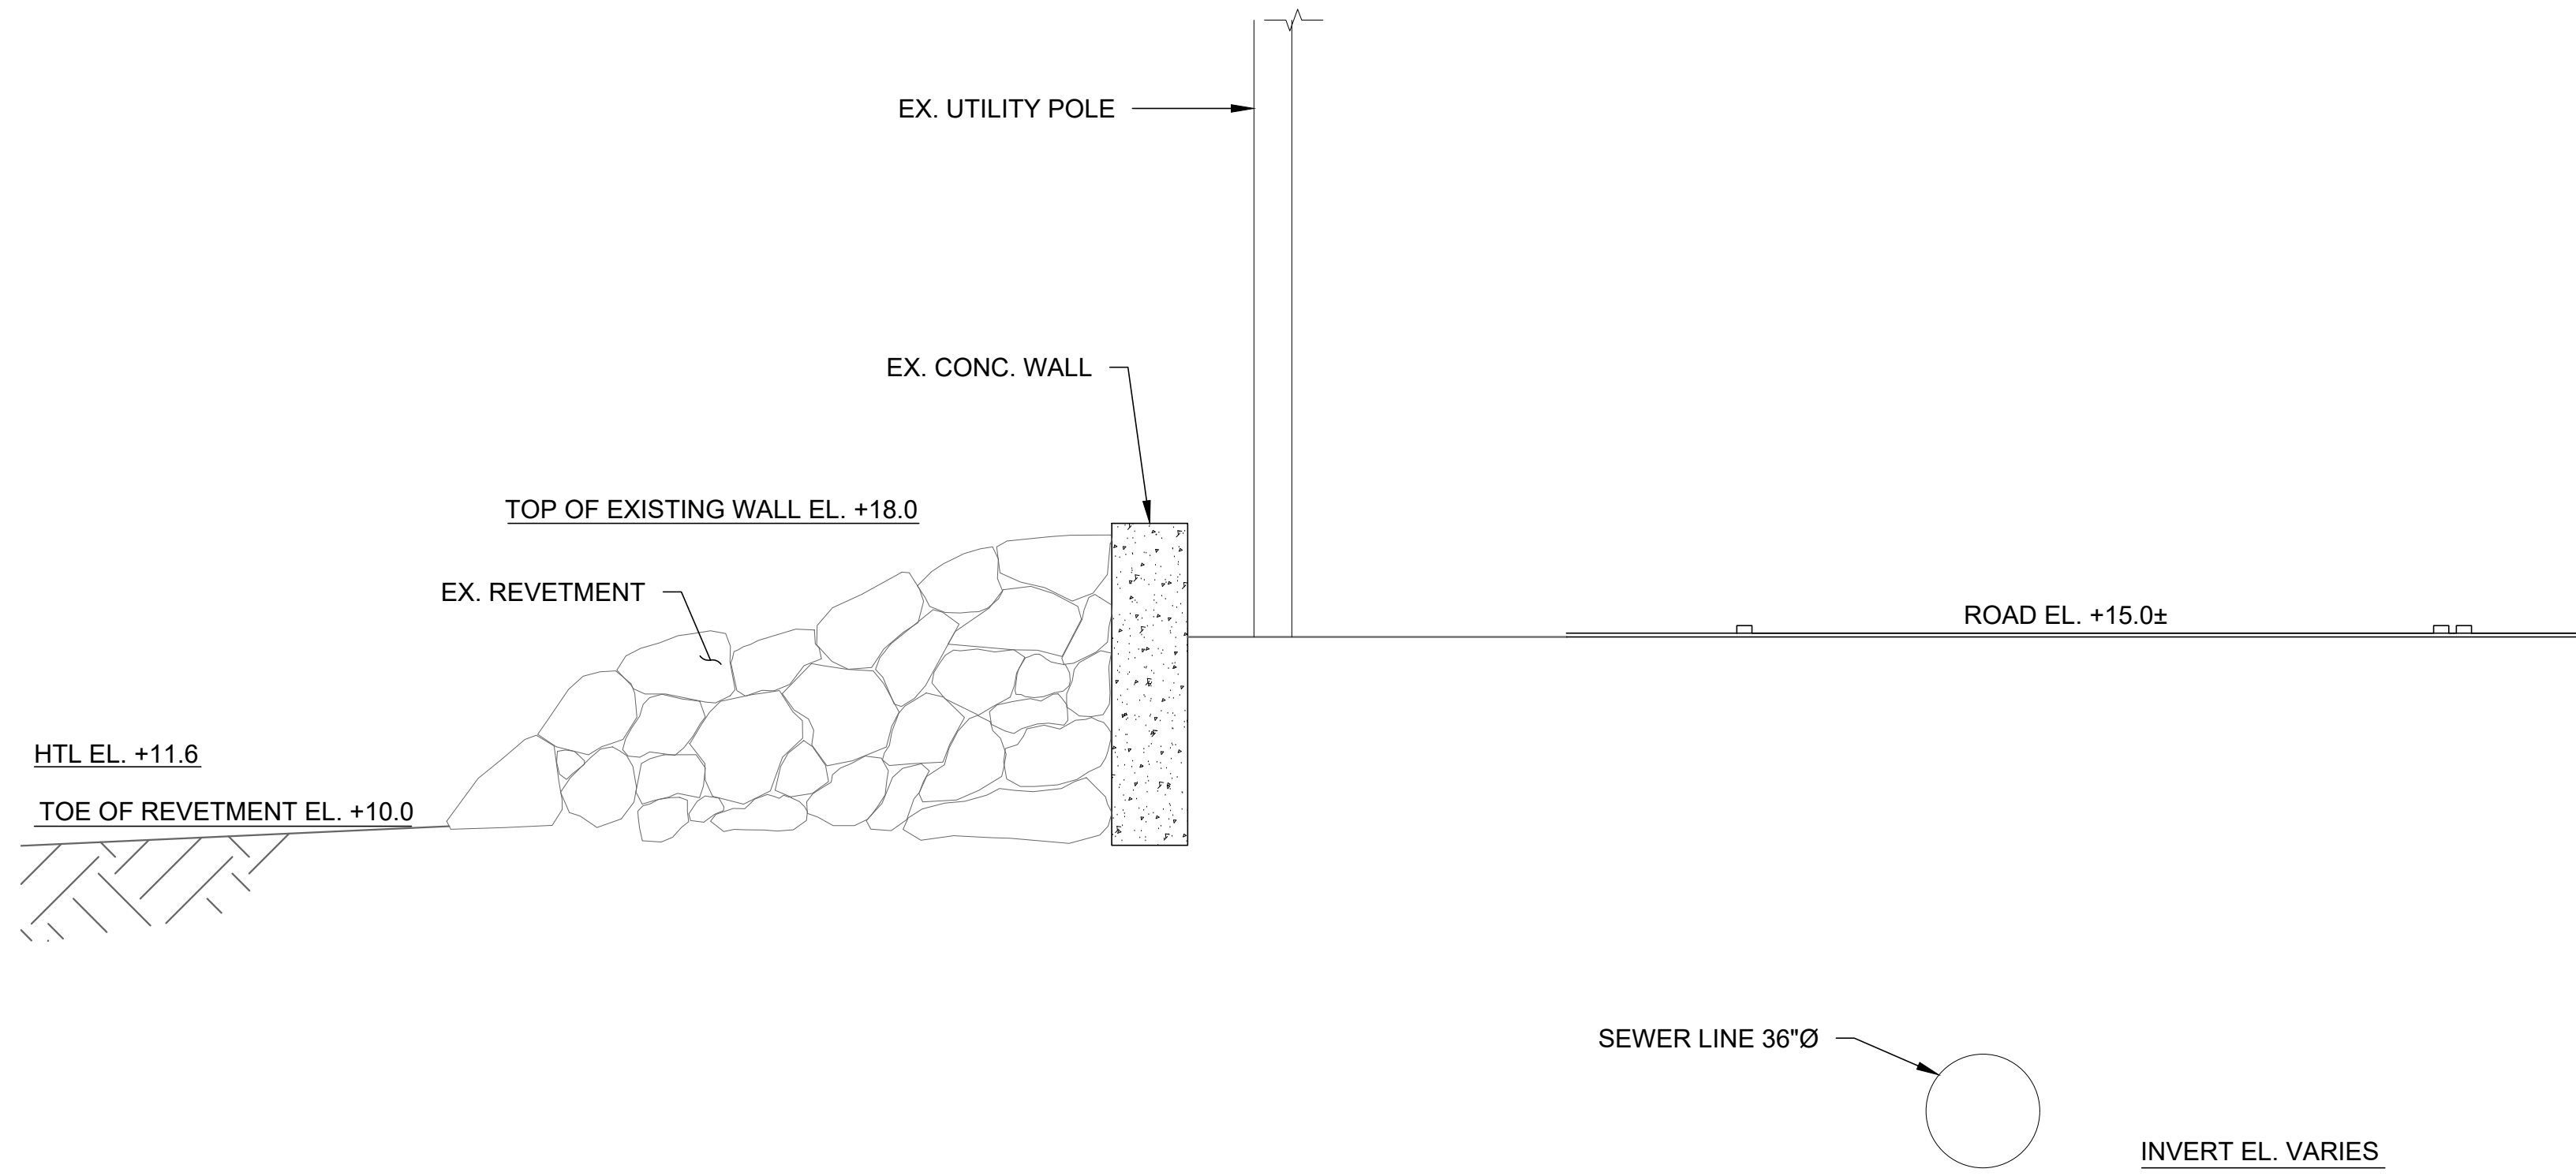 EX. UTILITY POLE
EX. CONC. WALL
TOP OF EXISTING WALL EL. +18.0
EX. REVETMENT
ROAD EL. +15.0±
HTL EL. +11.6
TOE OF REVETMENT EL. +10.0
SEWER LINE 36"Ø
INVERT EL. VARIES